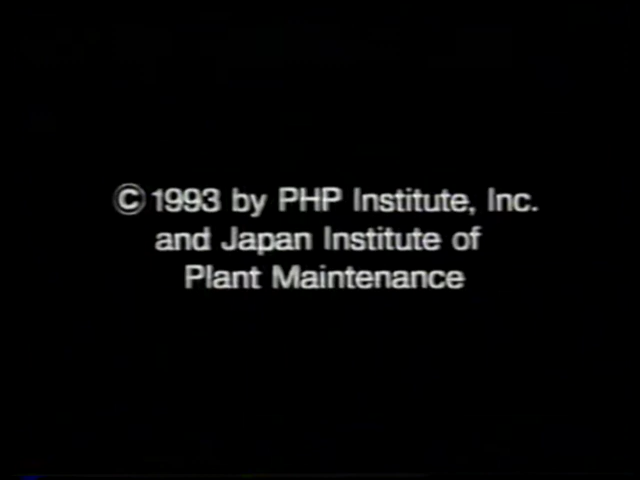 © 1993 by PHP Institute, Inc.
and Japan Institute of
Plant Maintenance